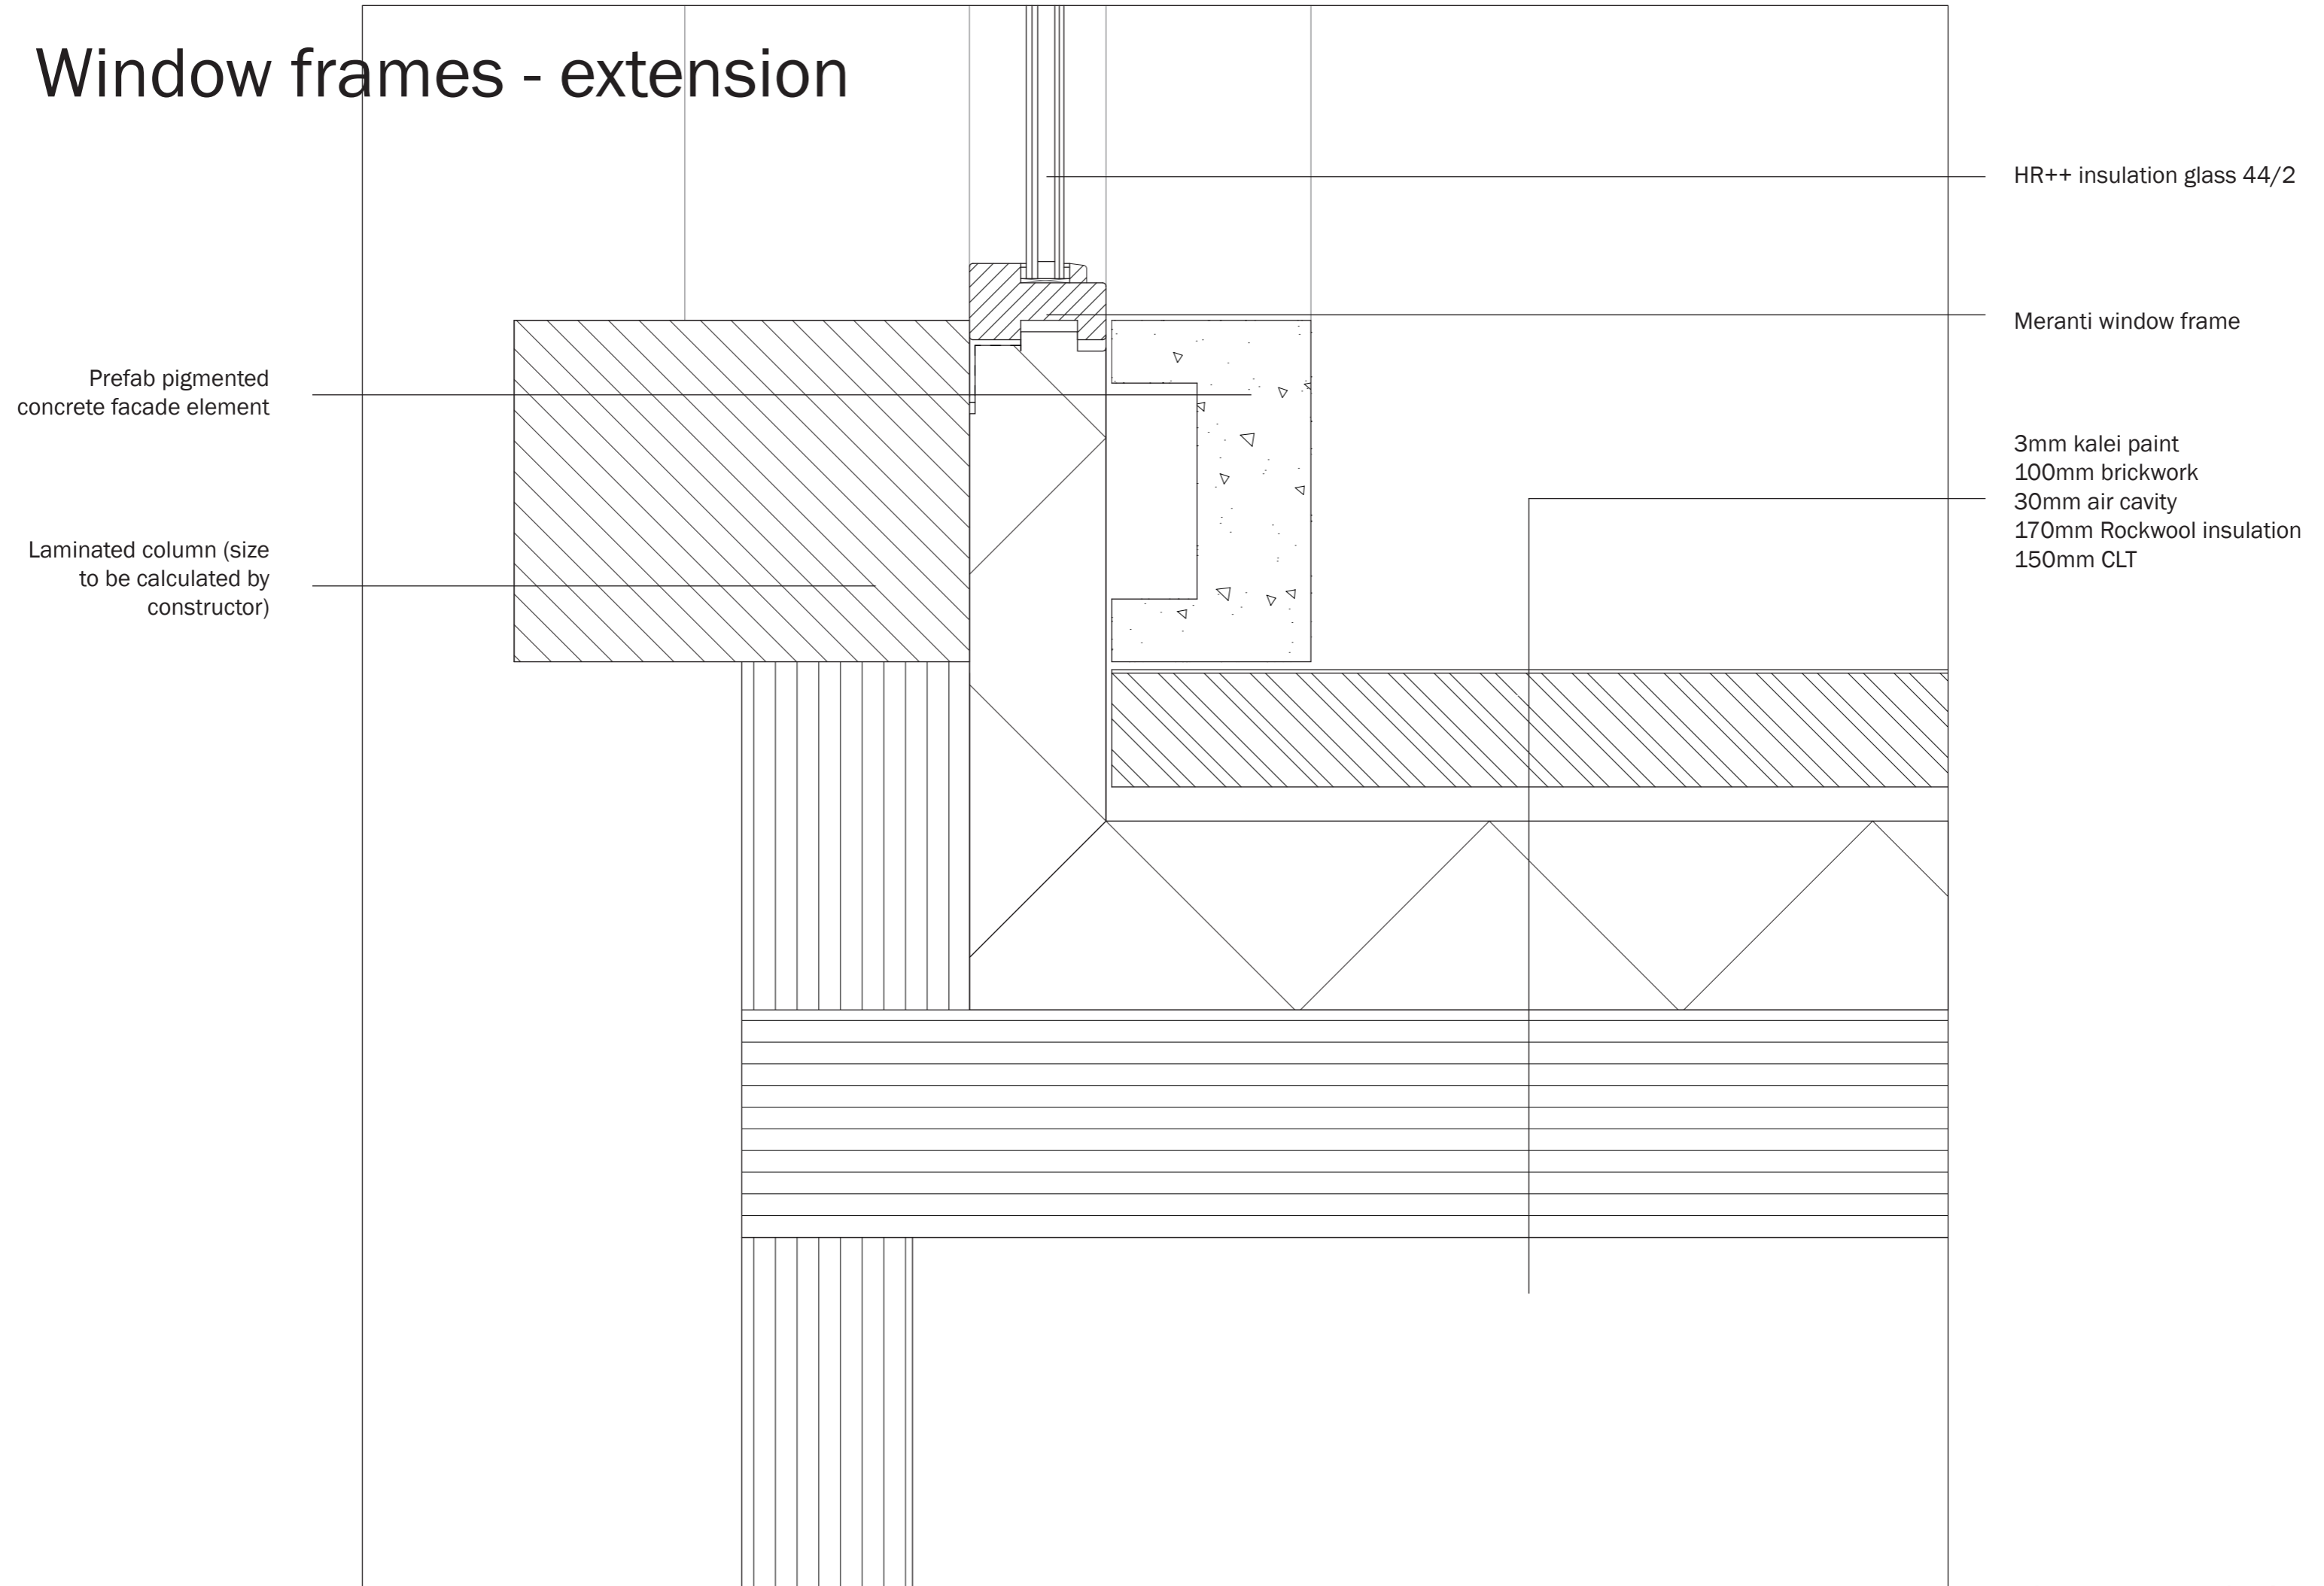 Window frames - extension
HR++ insulation glass 44/2
Meranti window frame
Prefab pigmented
concrete facade element
3mm kalei paint
100mm brickwork
30mm air cavity
170mm Rockwool insulation
150mm CLT
Laminated column (size
to be calculated by
constructor)